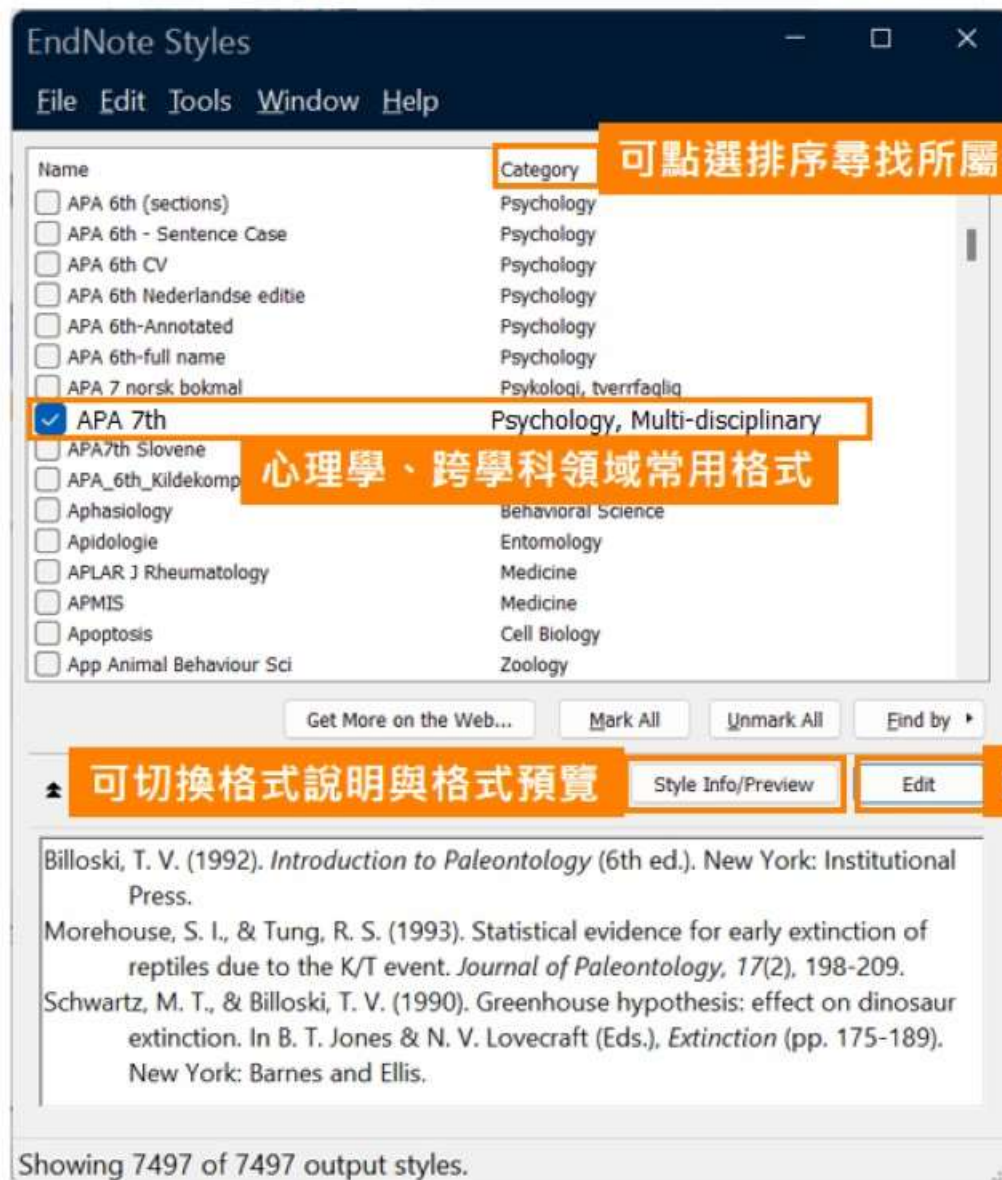 EndNote Styles
File Edit Tools Window Help
Name Category 可點選排序尋找所屬
APA 6th (sections) Psychology
APA 6th - Sentence Case Psychology
APA 6th CV Psychology
APA 6th Nederlandse editie Psychology
APA 6th-Annotated Psychology
APA 6th-full name Psychology
APA 7 norsk bokmal Psykologi, tverrfaglig
APA 7th Psychology, Multi-disciplinary
APA7th Slovene
心理學、跨學科領域常用格式
APA_6th_Kildekomp
Aphasiology Behavioral Science
Apidologie Entomology
APLAR J Rheumatology Medicine
APMIS Medicine
Apoptosis Cell Biology
App Animal Behaviour Sci Zoology
Get More on the Web... Mark All Unmark All Find by
可切換格式說明與格式預覽 Style Info/Preview Edit
Billoski, T. V. (1992). Introduction to Paleontology (6th ed.). New York: Institutional
Press.
Morehouse, S. I., & Tung, R. S. (1993). Statistical evidence for early extinction of
reptiles due to the K/T event. Journal of Paleontology, 17(2), 198-209.
Schwartz, M. T., & Billoski, T. V. (1990). Greenhouse hypothesis: effect on dinosaur
extinction. In B. T. Jones & N. V. Lovecraft (Eds.), Extinction (pp. 175-189).
New York: Barnes and Ellis.
Showing 7497 of 7497 output styles.